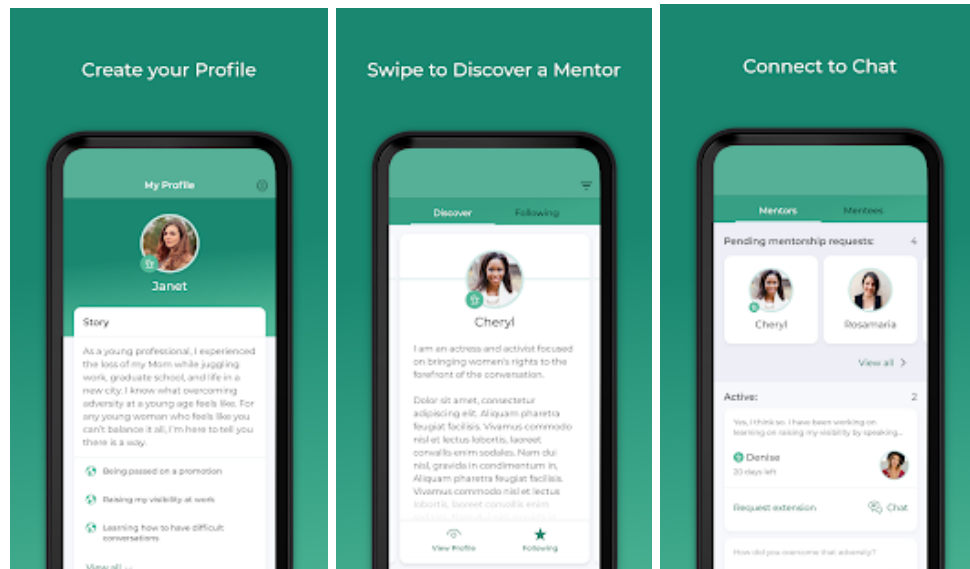 Create your Profile
My Profile
Janet
Story
As a young professional, I experienced
the loss of my Mom while juggling
work, graduate school, and life in a
new city. I know what overcoming
adversity at a young age feels like. For
any young woman who feels like you
can't balance it all, I'm here to tell you
there is a way.
Being passed on a promotion
Raising my visibility at work
Learning how to have difficult
conversations
View all
Swipe to Discover a Mentor
Discover
Following
Cheryl
I am an actress and activist focused
on bringing women's rights to the
forefront of the conversation.
Dolor sit amet, consectetur
adipiscing elit. Aliquam pharetra
feugiat facilisis. Vivamus commodo
nisl et lectus lobortis, laoreet
convallis enim sodales. Nam dui
nisl, gravida in condimentum in,
Aliquam pharetra feugiat facilisis.
Vivamus commodo nisl et lectus
lobortis, laoreet convallis enim
View Profile
Following
Connect to Chat
Mentors
Mentees
Pending mentorship requests: 4
Cheryl
Rosamaria
View all
Active: 2
Yes, I think so. I have been working on
learning on raising my visibility by speaking...
Denise
20 days left
Request extension
Chat
How did you overcome that adversity?